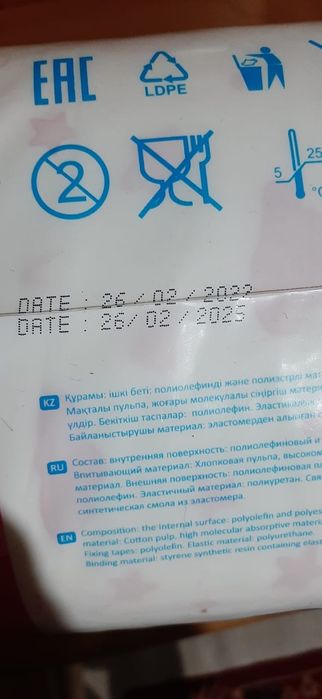 EAC
LDPE
2
25
5
°C
DATE : 26 / 02 / 2022
DATE : 26/ 02 / 2025
KZ Құрамы: ішкі беті: полиолефинді және полиэстрлі
Мақталы пульпа, жоғары молекулалы сіңіргіш
үлдір. Бекіткіш таспалар: полиолефин.
Байланыстырушы материал: эластомерден алынған
RU Состав: внутренняя поверхность: полиолефиновый и
Впитывающий материал: Хлопковая пульпа,
материал. Внешняя поверхность: полиолефиновая
полиолефин. Эластичный материал: полиуретан.
синтетическая смола из эластомера.
EN Composition: the internal surface: polyolefin and
material: Cotton pulp, high molecular absorptive
Fixing tapes: polyolefin. Elastic material: polyurethane.
Binding material: styrene synthetic resin containing